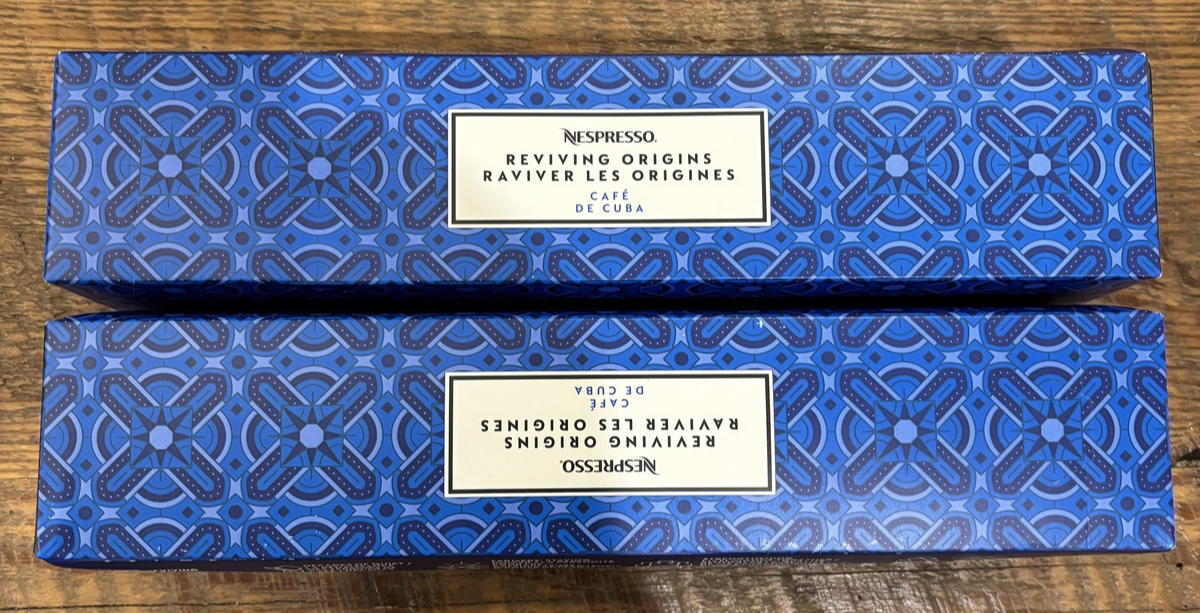 NESPRESSO.
REVIVING ORIGINS
RAVIVER LES ORIGINES
CAFÉ
DE CUBA
NESPRESSO.
REVIVING ORIGINS
RAVIVER LES ORIGINES
CAFÉ
DE CUBA